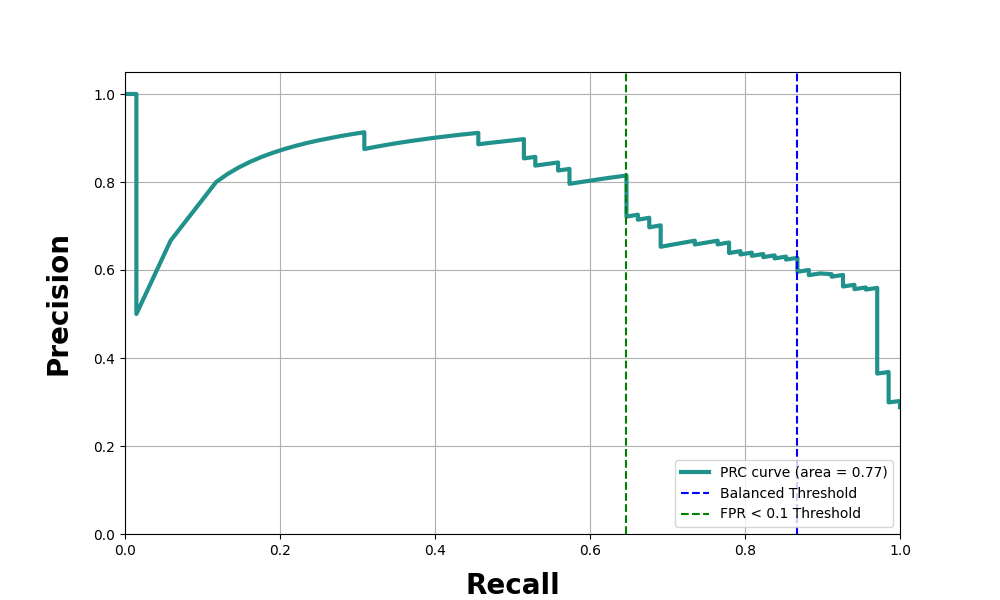 1.0
0.8
0.6
0.4
0.2
0.0
Precision
0.0 0.2 0.4 0.6 0.8 1.0
Recall
PRC curve (area = 0.77)
Balanced Threshold
FPR < 0.1 Threshold